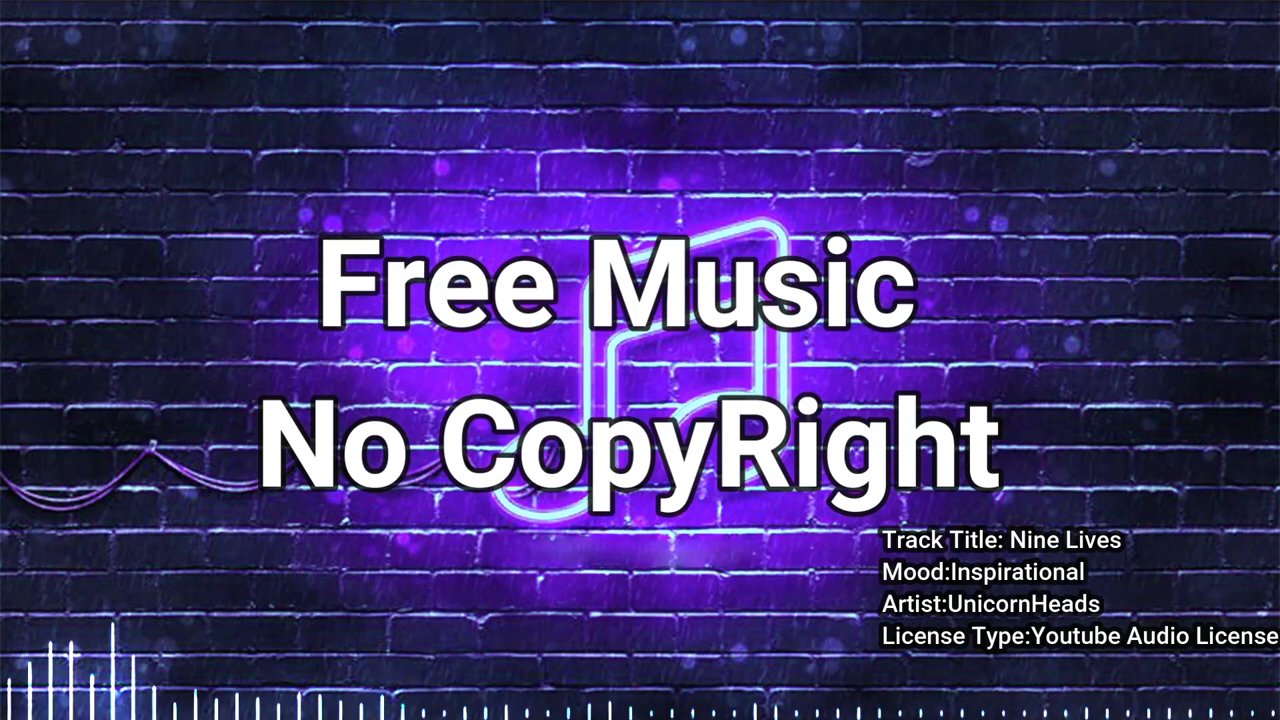 Free Music
No CopyRight
Track Title: Nine Lives
Mood:Inspirational
Artist:UnicornHeads
License Type:Youtube Audio License